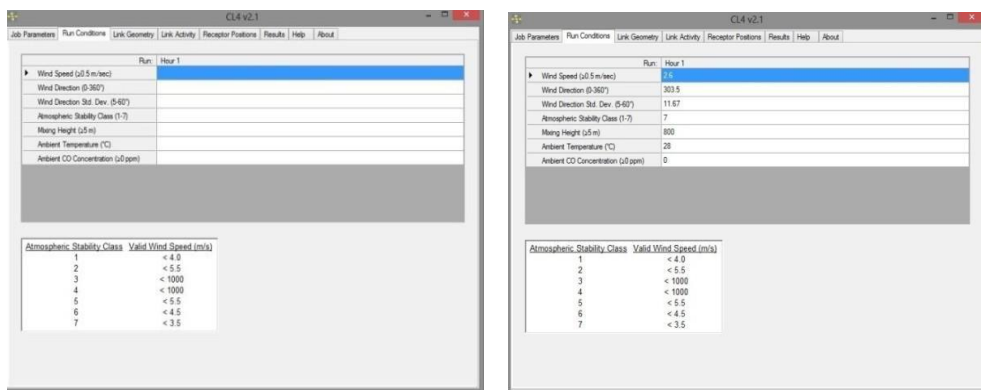 CL4 v2.1
Job Parameters Run Conditions Link Geometry Link Activity Receptor Positions Results Help About
Run: Hour 1
Wind Speed (≥0.5 m/sec)
Wind Direction (0-360°)
Wind Direction Std. Dev. (5-60°)
Atmospheric Stability Class (1-7)
Mixing Height (≥5 m)
Ambient Temperature (°C)
Ambient CO Concentration (≥0 ppm)
Atmospheric Stability Class Valid Wind Speed (m/s)
1 < 4.0
2 < 5.5
3 < 1000
4 < 1000
5 < 5.5
6 < 4.5
7 < 3.5
CL4 v2.1
Job Parameters Run Conditions Link Geometry Link Activity Receptor Positions Results Help About
Run: Hour 1
Wind Speed (≥0.5 m/sec) 2.6
Wind Direction (0-360°) 303.5
Wind Direction Std. Dev. (5-60°) 11.67
Atmospheric Stability Class (1-7) 7
Mixing Height (≥5 m) 800
Ambient Temperature (°C) 28
Ambient CO Concentration (≥0 ppm) 0
Atmospheric Stability Class Valid Wind Speed (m/s)
1 < 4.0
2 < 5.5
3 < 1000
4 < 1000
5 < 5.5
6 < 4.5
7 < 3.5